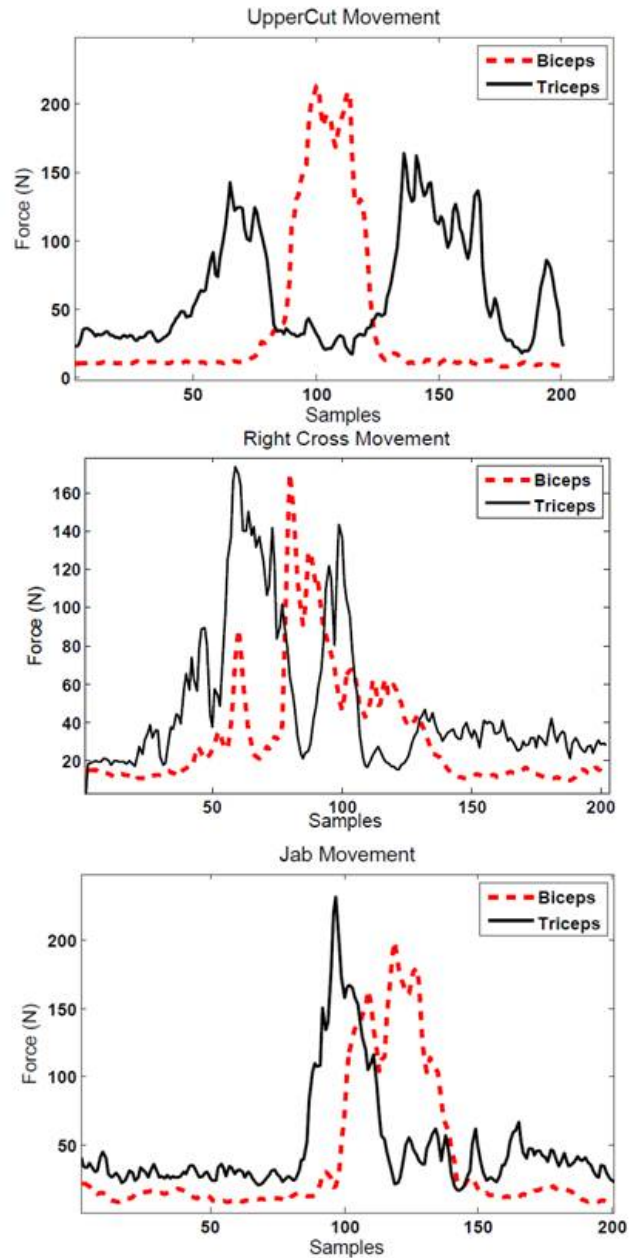 UpperCut Movement
Biceps
Triceps
200
150
100
50
0
Force (N)
50
100
150
200
Samples
Right Cross Movement
Biceps
Triceps
160
140
120
100
80
60
40
20
Force (N)
50
100
150
200
Samples
Jab Movement
Biceps
Triceps
200
150
100
50
Force (N)
50
100
150
200
Samples